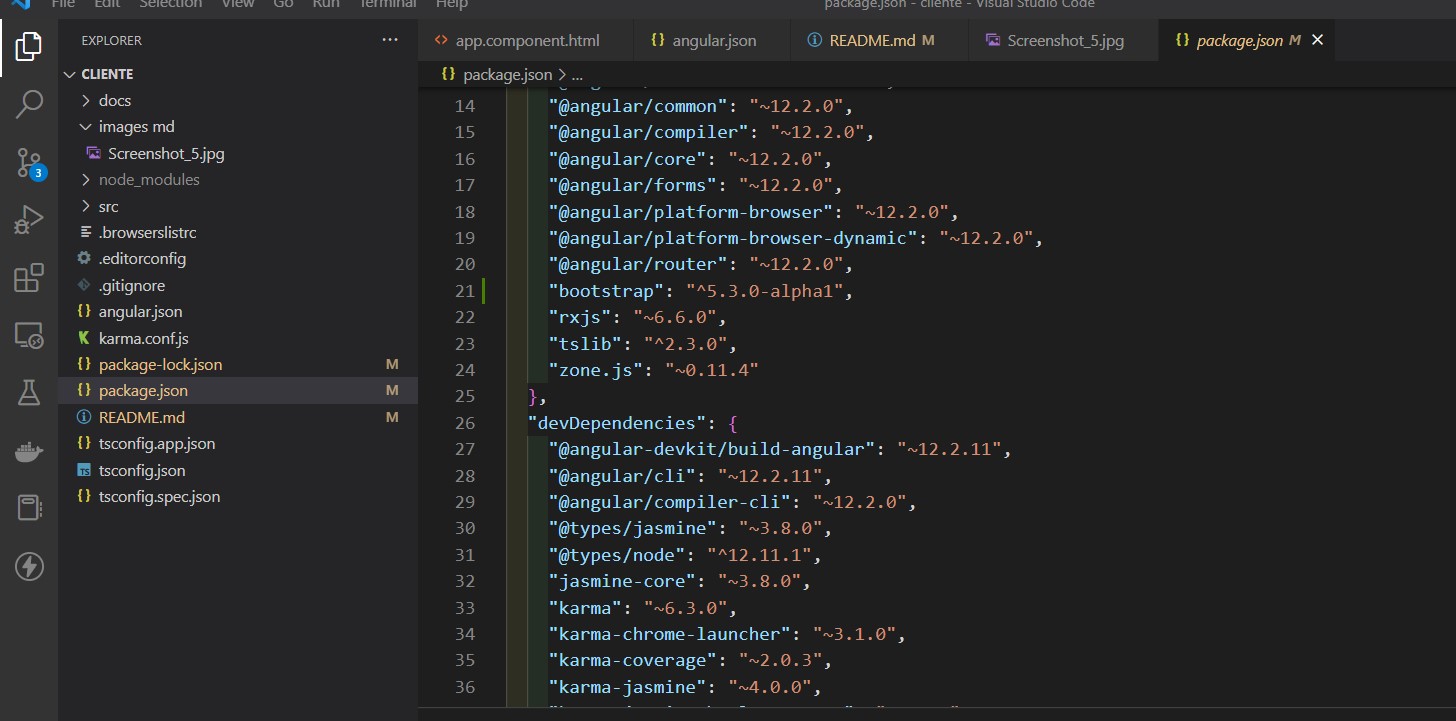 File Edit Selection View Go Run Terminal Help package.json - cliente - Visual Studio Code
EXPLORER ...
CLIENTE
docs
images md
Screenshot_5.jpg
node_modules
src
.browserslistrc
.editorconfig
.gitignore
angular.json
karma.conf.js
package-lock.json M
package.json M
README.md M
tsconfig.app.json
tsconfig.json
tsconfig.spec.json
3
app.component.html angular.json README.md M Screenshot_5.jpg package.json M
package.json > ...
14 "@angular/common": "~12.2.0",
15 "@angular/compiler": "~12.2.0",
16 "@angular/core": "~12.2.0",
17 "@angular/forms": "~12.2.0",
18 "@angular/platform-browser": "~12.2.0",
19 "@angular/platform-browser-dynamic": "~12.2.0",
20 "@angular/router": "~12.2.0",
21 "bootstrap": "^5.3.0-alpha1",
22 "rxjs": "~6.6.0",
23 "tslib": "^2.3.0",
24 "zone.js": "~0.11.4"
25 },
26 "devDependencies": {
27 "@angular-devkit/build-angular": "~12.2.11",
28 "@angular/cli": "~12.2.11",
29 "@angular/compiler-cli": "~12.2.0",
30 "@types/jasmine": "~3.8.0",
31 "@types/node": "^12.11.1",
32 "jasmine-core": "~3.8.0",
33 "karma": "~6.3.0",
34 "karma-chrome-launcher": "~3.1.0",
35 "karma-coverage": "~2.0.3",
36 "karma-jasmine": "~4.0.0",